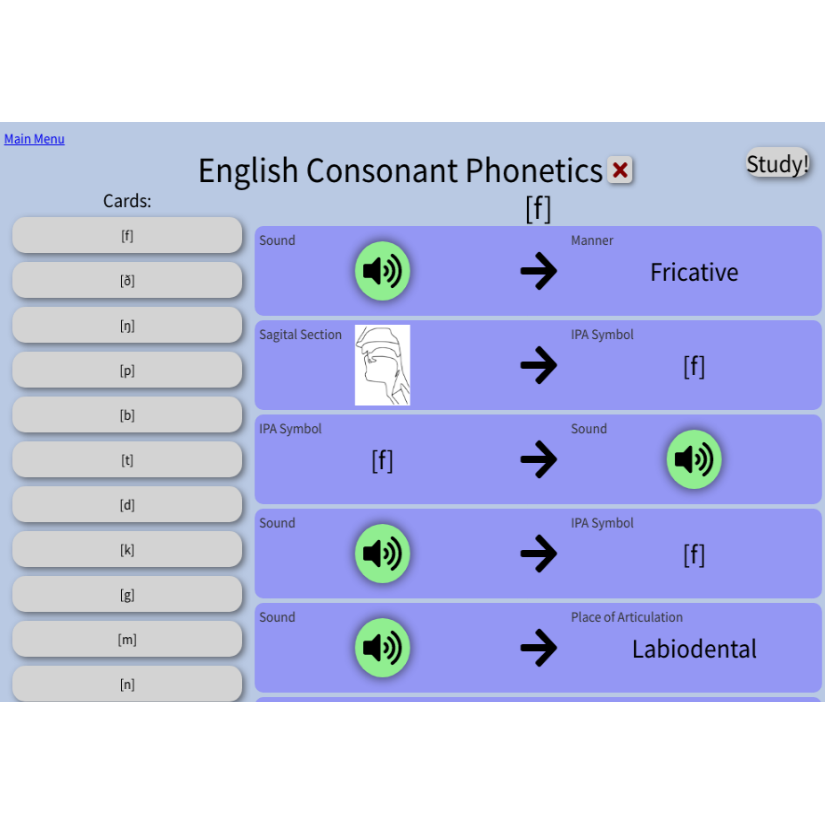 Main Menu
English Consonant Phonetics
Study!
Cards:
[f]
[ð]
[ŋ]
[p]
[b]
[t]
[d]
[k]
[g]
[m]
[n]
[f]
Sound
Manner
Fricative
Sagital Section
IPA Symbol
[f]
IPA Symbol
[f]
Sound
Sound
IPA Symbol
[f]
Sound
Place of Articulation
Labiodental